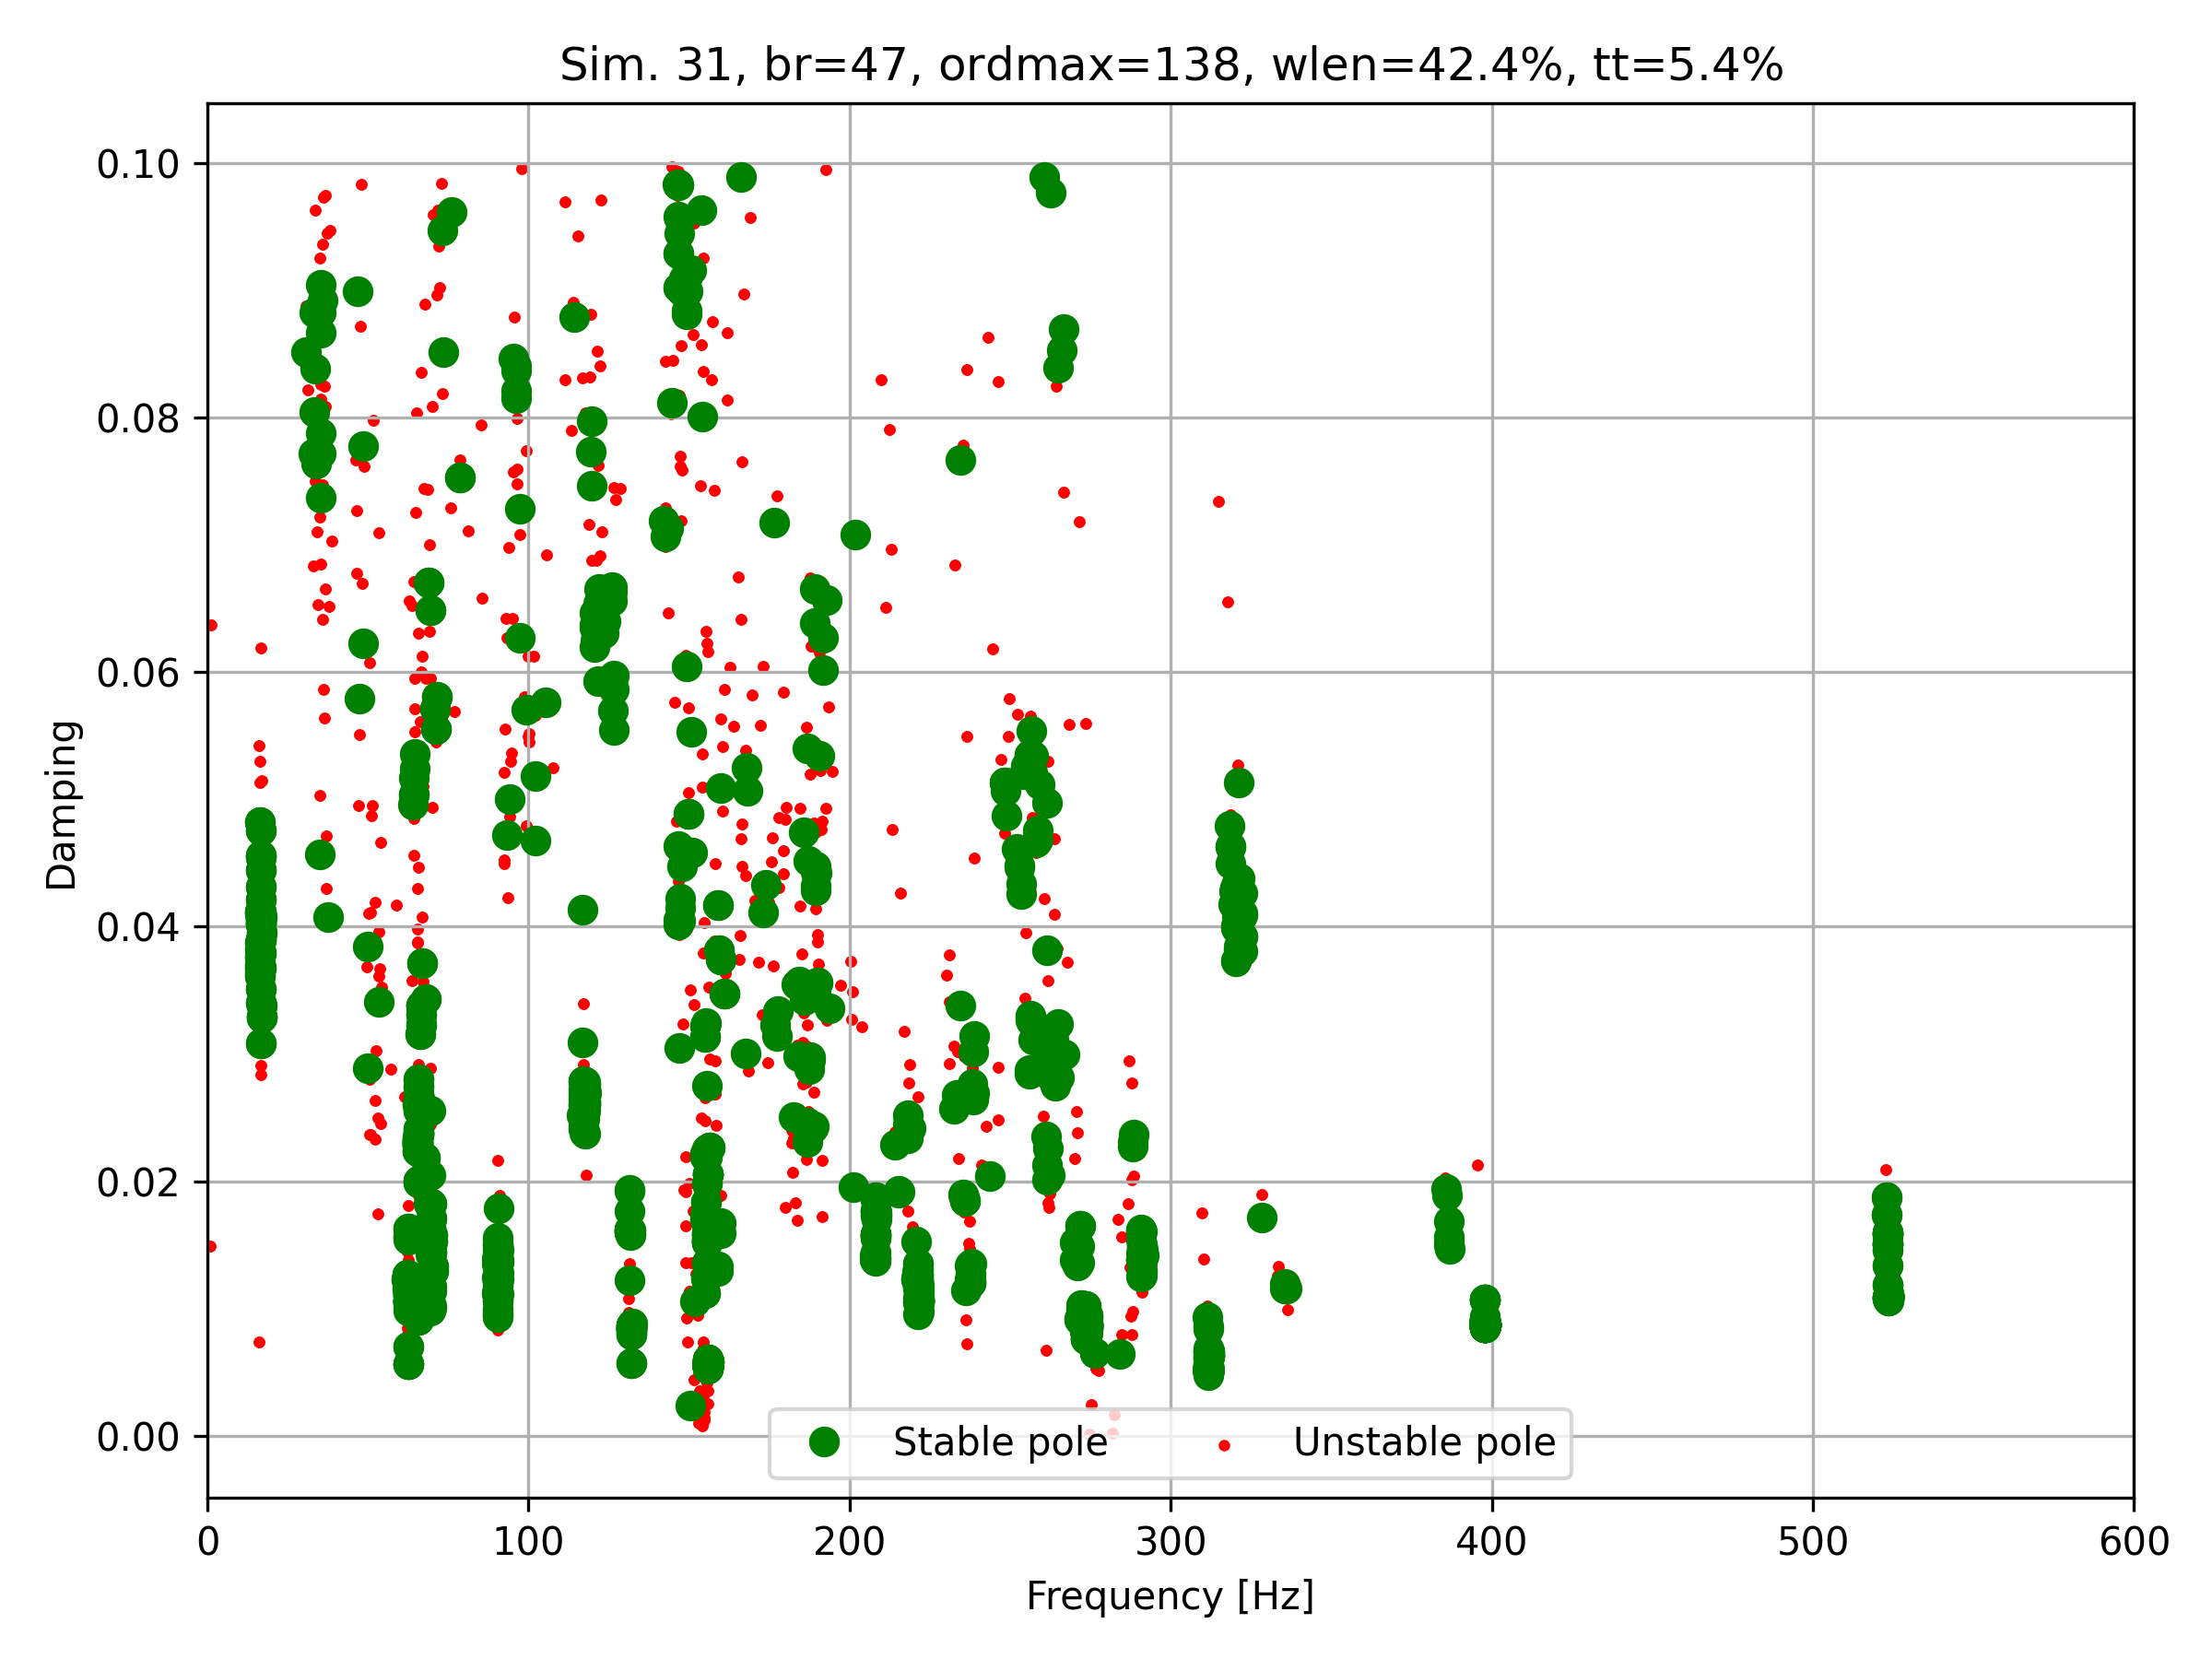 Sim. 31, br=47, ordmax=138, wlen=42.4%, tt=5.4%
0.10
0.08
0.06
0.04
0.02
0.00
Damping
Stable pole
Unstable pole
0
100
200
300
400
500
600
Frequency [Hz]